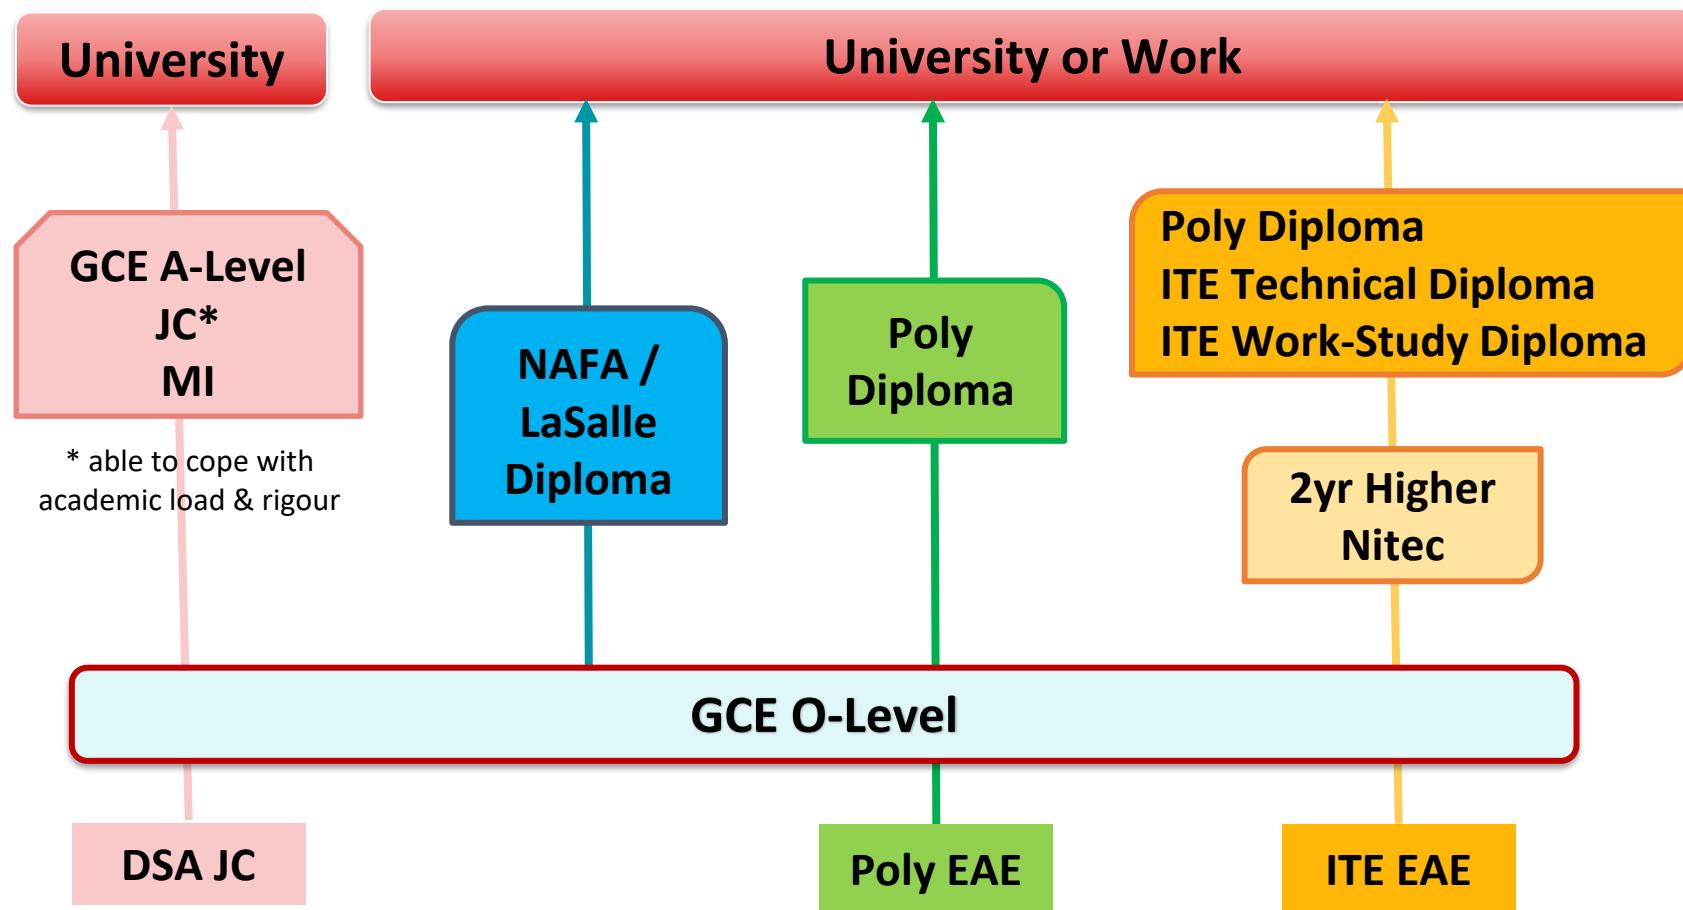 University
University or Work
GCE A-Level
JC*
MI
* able to cope with
academic load & rigour
NAFA /
LaSalle
Diploma
Poly
Diploma
Poly Diploma
ITE Technical Diploma
ITE Work-Study Diploma
2yr Higher
Nitec
GCE O-Level
DSA JC
Poly EAE
ITE EAE